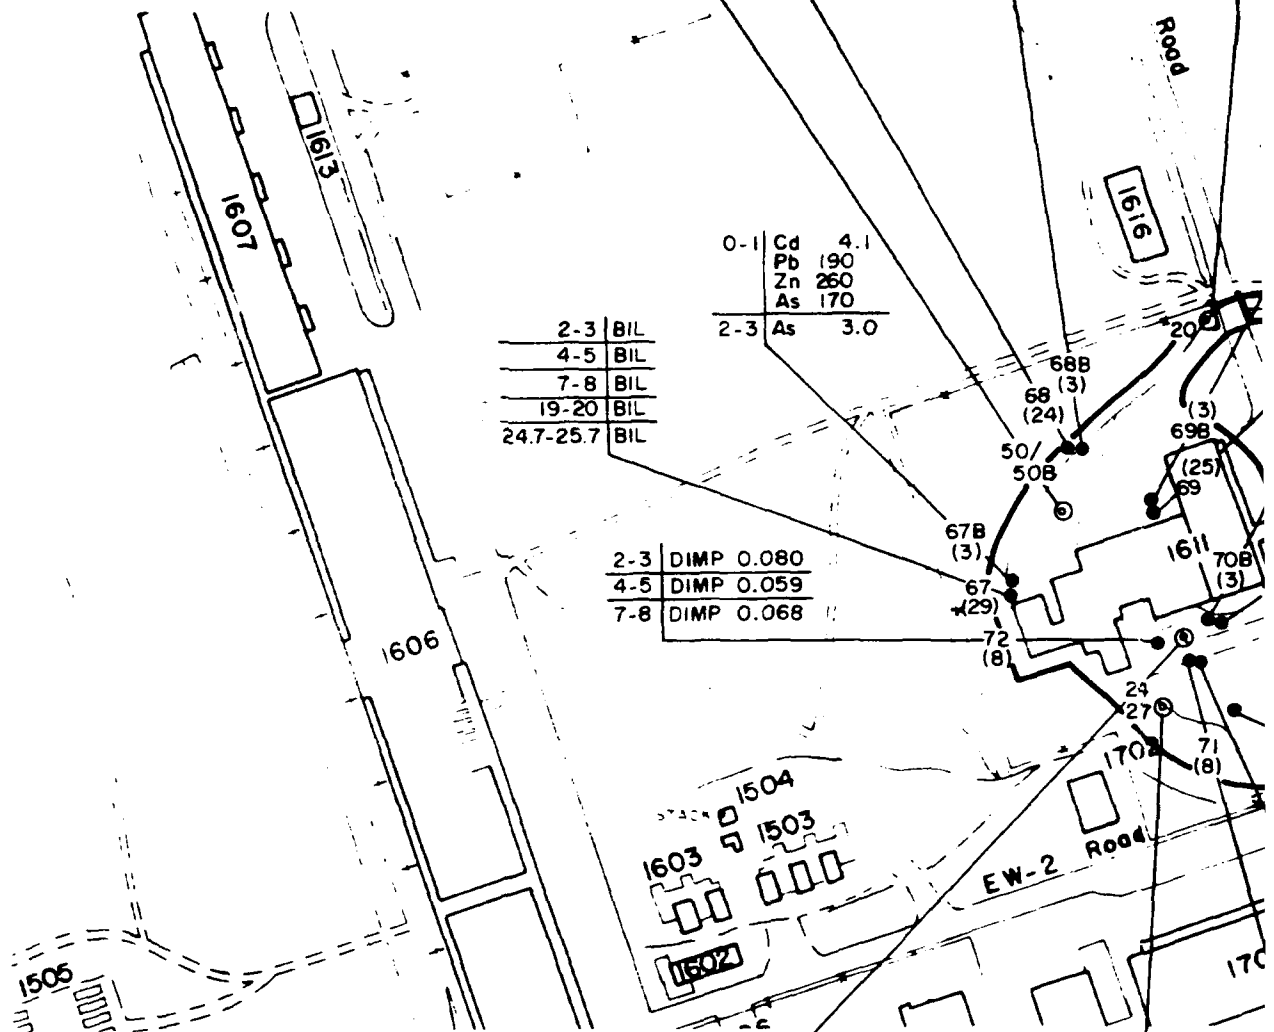 Road
1613
1616
1607
0-1 Cd 4.1
Pb 190
Zn 260
As 170
2-3 As 3.0
2-3 BIL
4-5 BIL
7-8 BIL
19-20 BIL
24.7-25.7 BIL
20
68B
(3)
68
(24)
(3)
69B
50/
50B
(25)
69
67B
(3)
1611
70B
(3)
2-3 DIMP 0.080
4-5 DIMP 0.059
7-8 DIMP 0.068
67
(29)
1606
72
(8)
24
27
1702
71
(8)
1504
STACK
1503
1603
Road
EW-2
1602
1505